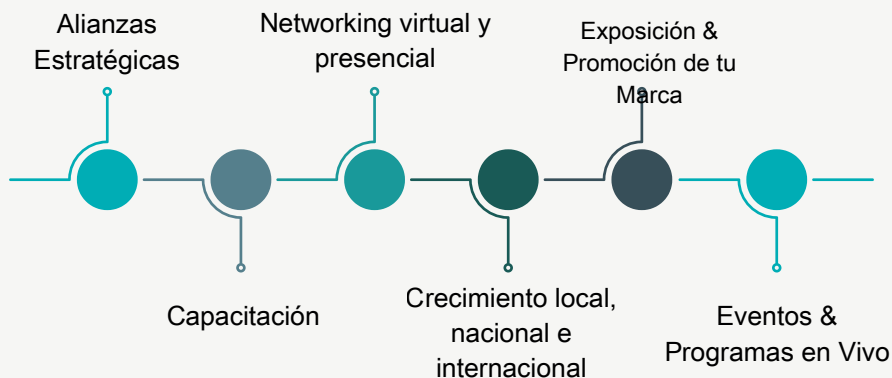 Alianzas
Estratégicas
Networking virtual y
presencial
Exposición &
Promoción de tu
Marca
Capacitación
Crecimiento local,
nacional e
internacional
Eventos &
Programas en Vivo